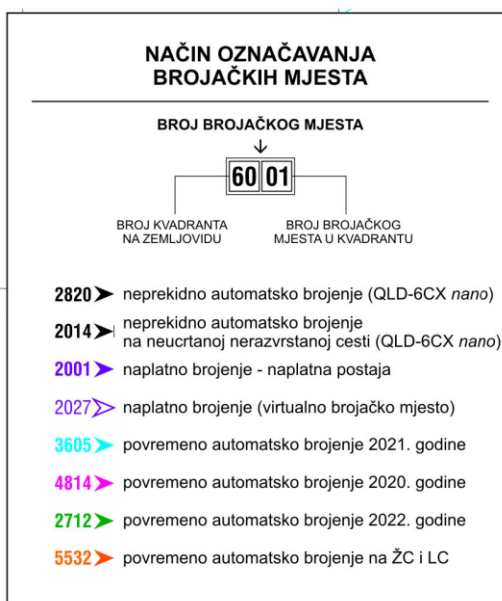 NAČIN OZNAČAVANJA
BROJAČKIH MJESTA
BROJ BROJAČKOG MJESTA
60 01
BROJ KVADRANTA
NA ZEMLJOVIDU
BROJ BROJAČKOG
MJESTA U KVADRANTU
2820 neprekidno automatsko brojenje (QLD-6CX nano)
2014 neprekidno automatsko brojenje
na neucrtanoj nerazvrstanoj cesti (QLD-6CX nano)
2001 naplatno brojenje - naplatna postaja
2027 naplatno brojenje (virtualno brojačko mjesto)
3605 povremeno automatsko brojenje 2021. godine
4814 povremeno automatsko brojenje 2020. godine
2712 povremeno automatsko brojenje 2022. godine
5532 povremeno automatsko brojenje na ŽC i LC